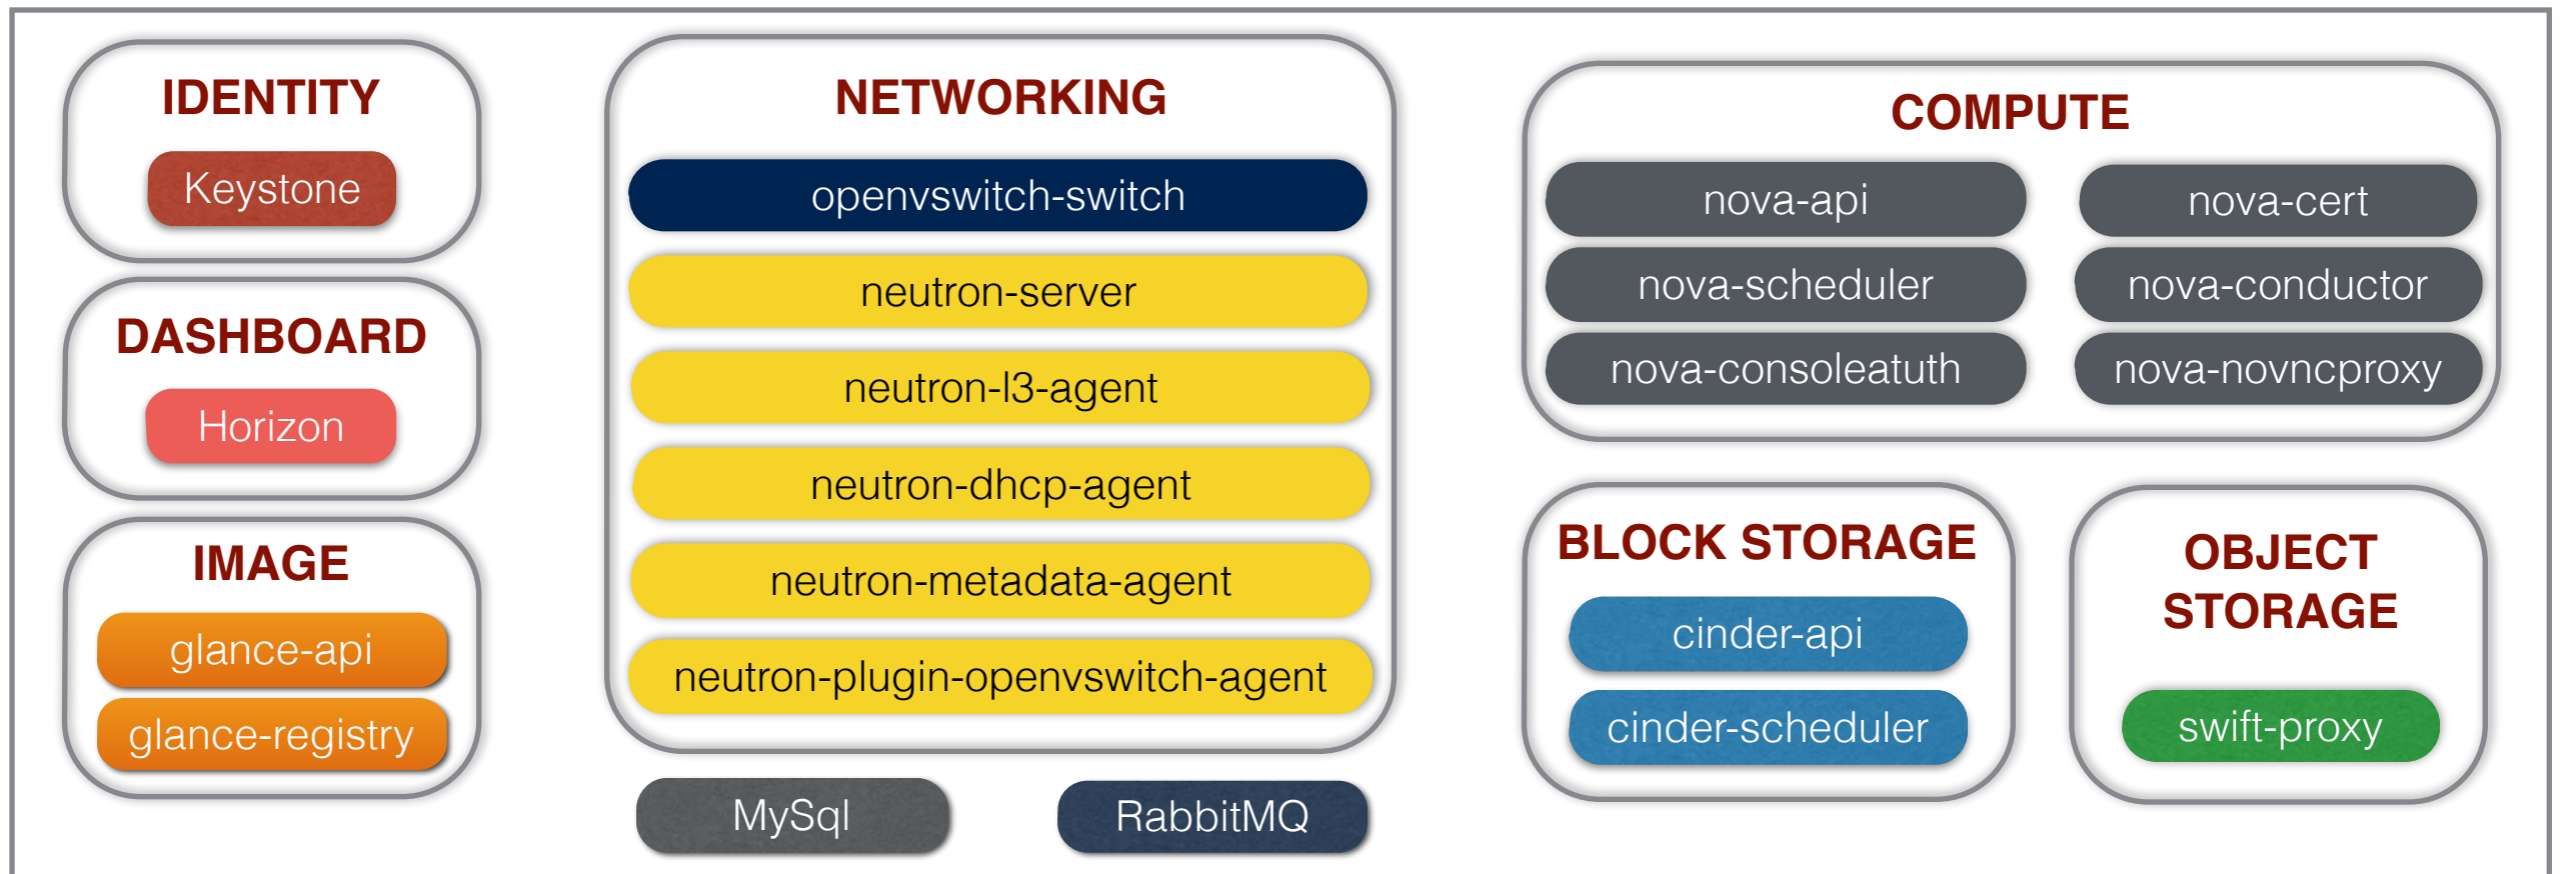 IDENTITY
Keystone
DASHBOARD
Horizon
IMAGE
glance-api
glance-registry
NETWORKING
openvswitch-switch
neutron-server
neutron-l3-agent
neutron-dhcp-agent
neutron-metadata-agent
neutron-plugin-openvswitch-agent
MySql
RabbitMQ
COMPUTE
nova-api
nova-cert
nova-scheduler
nova-conductor
nova-consoleatuth
nova-novncproxy
BLOCK STORAGE
cinder-api
cinder-scheduler
OBJECT
STORAGE
swift-proxy